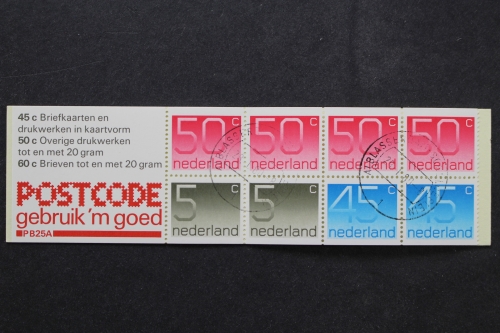 45 c Briefkaarten en
drukwerken in kaartvorm
50 c Overige drukwerken
tot en met 20 gram
60 c Brieven tot en met 20 gram
POSTCODE
gebruik 'm goed
PB25A
50 c 50 c 50 c 50 c
nederland nederland nederland nederland
5 c 5 c 45 c 45 c
nederland nederland nederland nederland